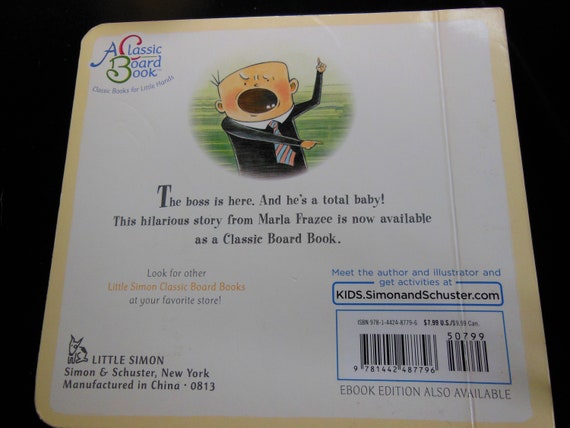 A Classic
Board
Book™
Classic Books for Little Hands
The boss is here. And he's a total baby!
This hilarious story from Marla Frazee is now available
as a Classic Board Book.
Look for other
Little Simon Classic Board Books
at your favorite store!
Meet the author and illustrator and
get activities at
KIDS.SimonandSchuster.com
ISBN 978-1-4424-8779-6 $7.99 U.S./$9.99 Can.
50799
9 781442 487796
EBOOK EDITION ALSO AVAILABLE
LITTLE SIMON
Simon & Schuster, New York
Manufactured in China · 0813